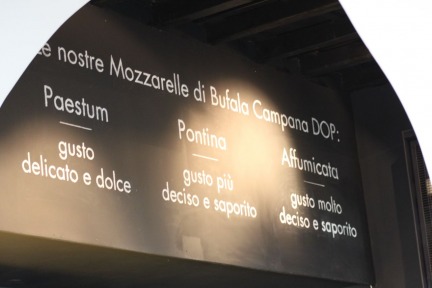 Le nostre Mozzarelle di Bufala Campana DOP:
Paestum
gusto
delicato e dolce
Pontina
gusto più
deciso e saporito
Affumicata
gusto molto
deciso e saporito